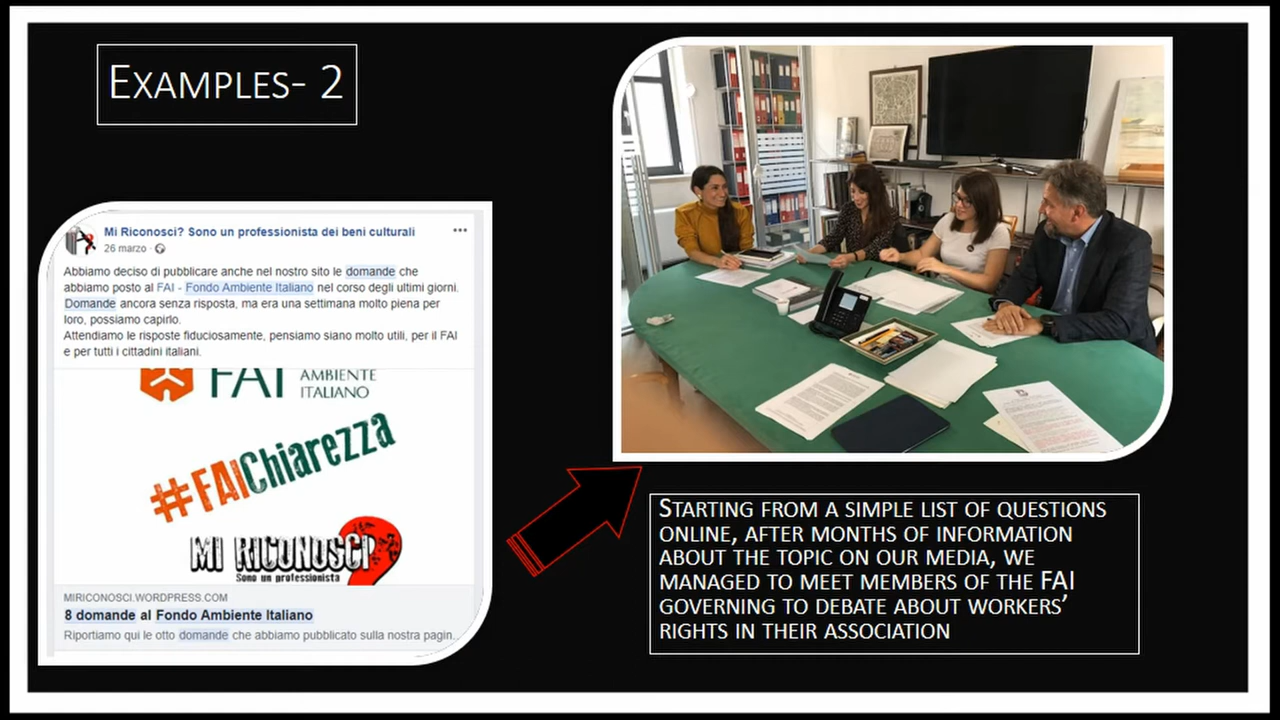 EXAMPLES- 2
Mi Riconosci? Sono un professionista dei beni culturali
26 marzo ·
Abbiamo deciso di pubblicare anche nel nostro sito le domande che
abbiamo posto al FAI - Fondo Ambiente Italiano nel corso degli ultimi giorni.
Domande ancora senza risposta, ma era una settimana molto piena per
loro, possiamo capirlo.
Attendiamo le risposte fiduciosamente, pensiamo siano molto utili, per il FAI
e per tutti i cittadini italiani.
FAI AMBIENTE
ITALIANO
#FAIChiarezza
MI RICONOSCI?
Sono un professionista
MIRICONOSCI.WORDPRESS.COM
8 domande al Fondo Ambiente Italiano
Riportiamo qui le otto domande che abbiamo pubblicato sulla nostra pagin...
STARTING FROM A SIMPLE LIST OF QUESTIONS
ONLINE, AFTER MONTHS OF INFORMATION
ABOUT THE TOPIC ON OUR MEDIA, WE
MANAGED TO MEET MEMBERS OF THE FAI
GOVERNING TO DEBATE ABOUT WORKERS'
RIGHTS IN THEIR ASSOCIATION